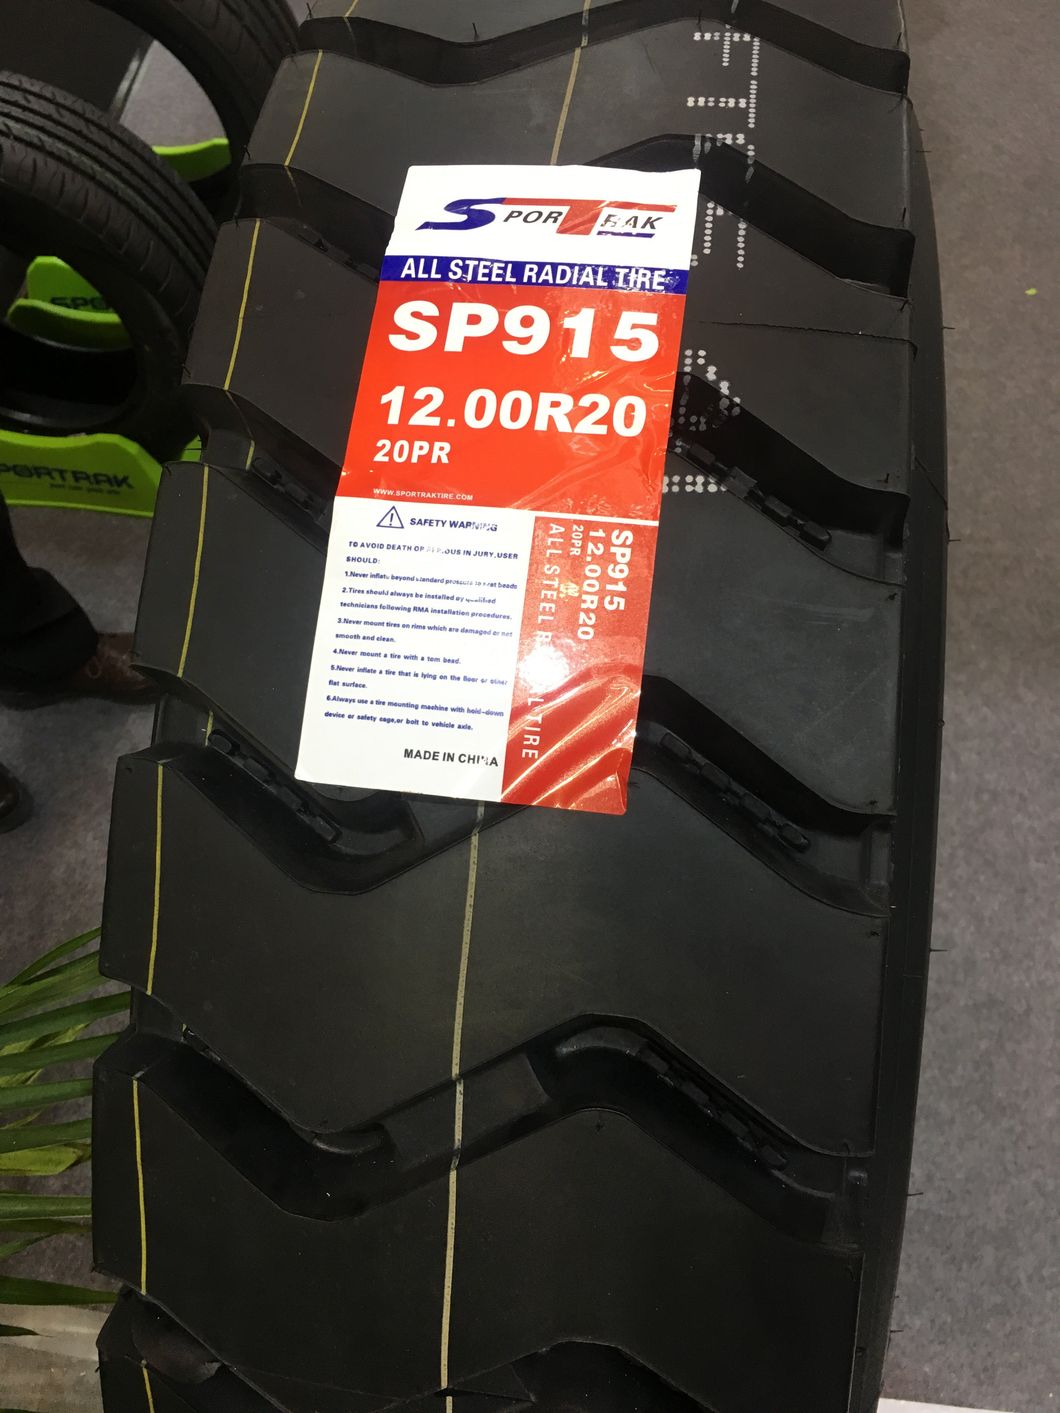 SPORTRAK
ALL STEEL RADIAL TIRE
SP915
12.00R20
20PR
WWW.SPORTRAKTIRE.COM
SAFETY WARNING
TO AVOID DEATH OR SERIOUS IN JURY,USER
SHOULD:
1.Never inflate beyond standard pressure to seat beads
2.Tires should always be installed by qualified
technicians following RMA installation procedures.
3.Never mount tires on rims which are damaged or not
smooth and clean.
4.Never mount a tire with a torn bead.
5.Never inflate a tire that is lying on the floor or other
flat surface.
6.Always use a tire mounting machine with hold-down
device or safety cage,or bolt to vehicle axle.
MADE IN CHINA
SP915
12.00R20
20PR
ALL STEEL RADIAL TIRE
SPORTRAK